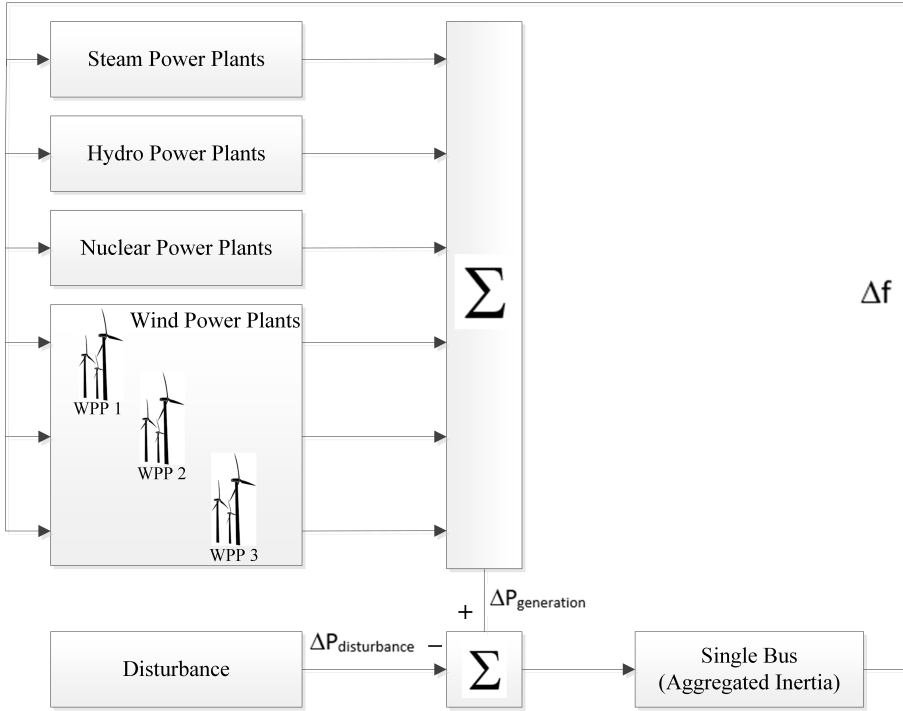 Steam Power Plants
Hydro Power Plants
Nuclear Power Plants
Σ
Δf
Wind Power Plants
WPP 1
WPP 2
WPP 3
+
ΔPgeneration
ΔPdisturbance
−
Disturbance
Σ
Single Bus
(Aggregated Inertia)